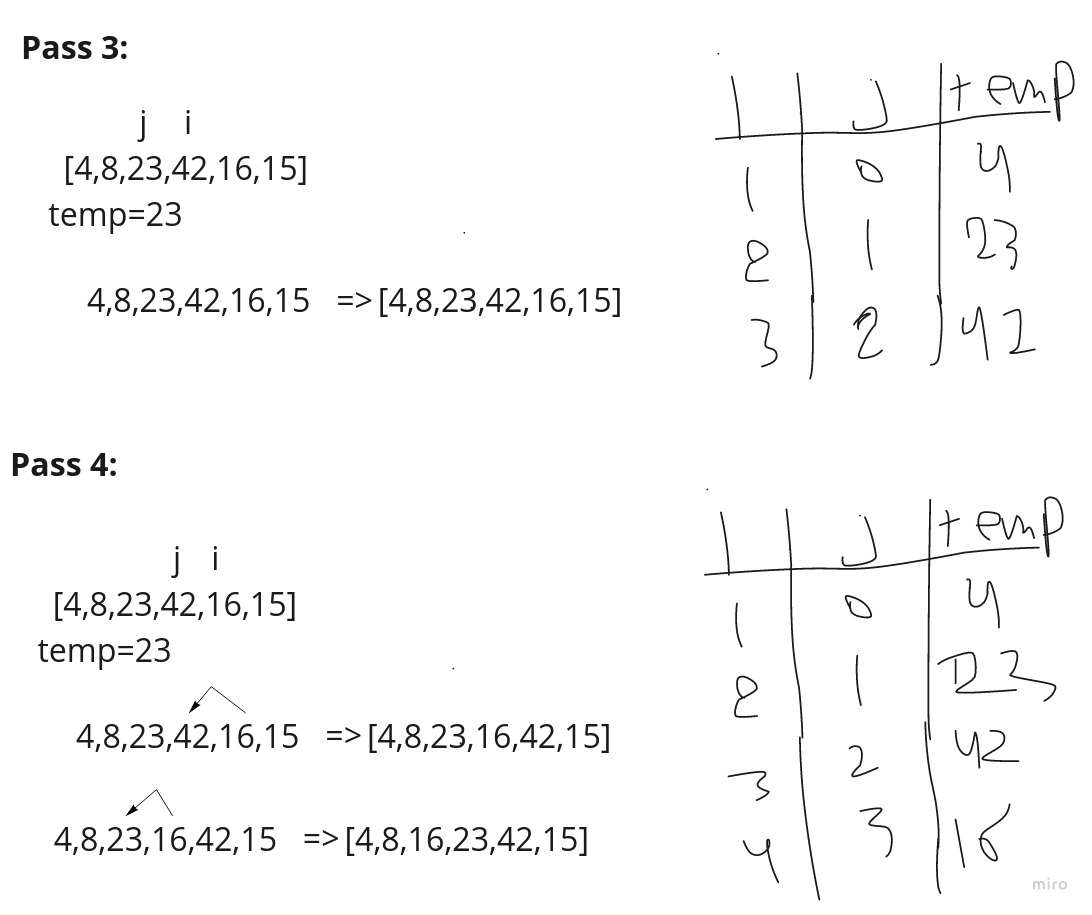 Pass 3:
j i
[4,8,23,42,16,15]
temp=23
4,8,23,42,16,15 =>[4,8,23,42,16,15]
I j temp
1 0 4
2 1 23
3 2 42
Pass 4:
j i
[4,8,23,42,16,15]
temp=23
4,8,23,42,16,15 =>[4,8,23,16,42,15]
4,8,23,16,42,15 =>[4,8,16,23,42,15]
I j temp
1 0 4
2 1 23
3 2 42
4 3 16
miro